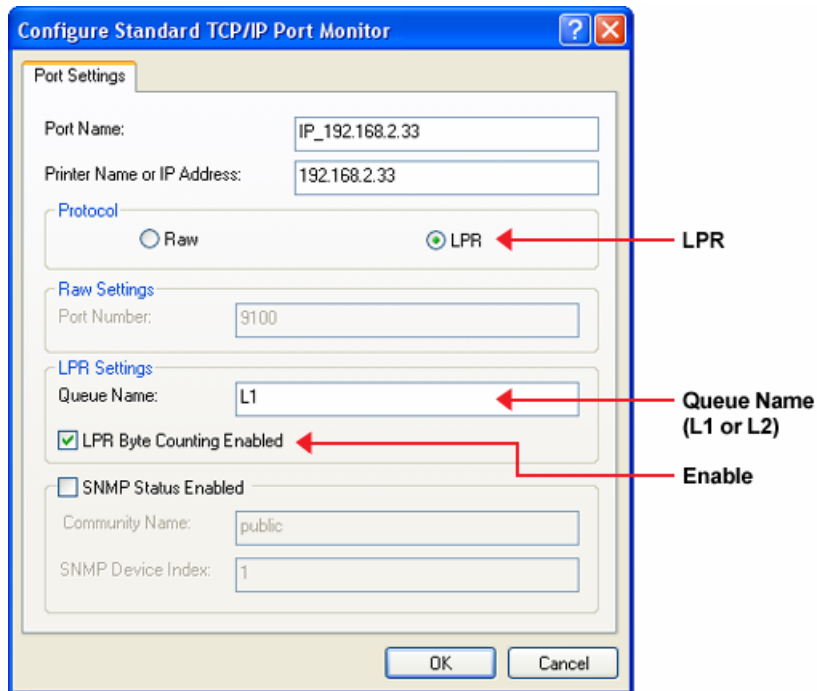 Configure Standard TCP/IP Port Monitor
Port Settings
Port Name: IP_192.168.2.33
Printer Name or IP Address: 192.168.2.33
Protocol
Raw LPR LPR
Raw Settings
Port Number: 9100
LPR Settings
Queue Name: L1 Queue Name
(L1 or L2)
LPR Byte Counting Enabled
Enable
SNMP Status Enabled
Community Name: public
SNMP Device Index: 1
OK Cancel